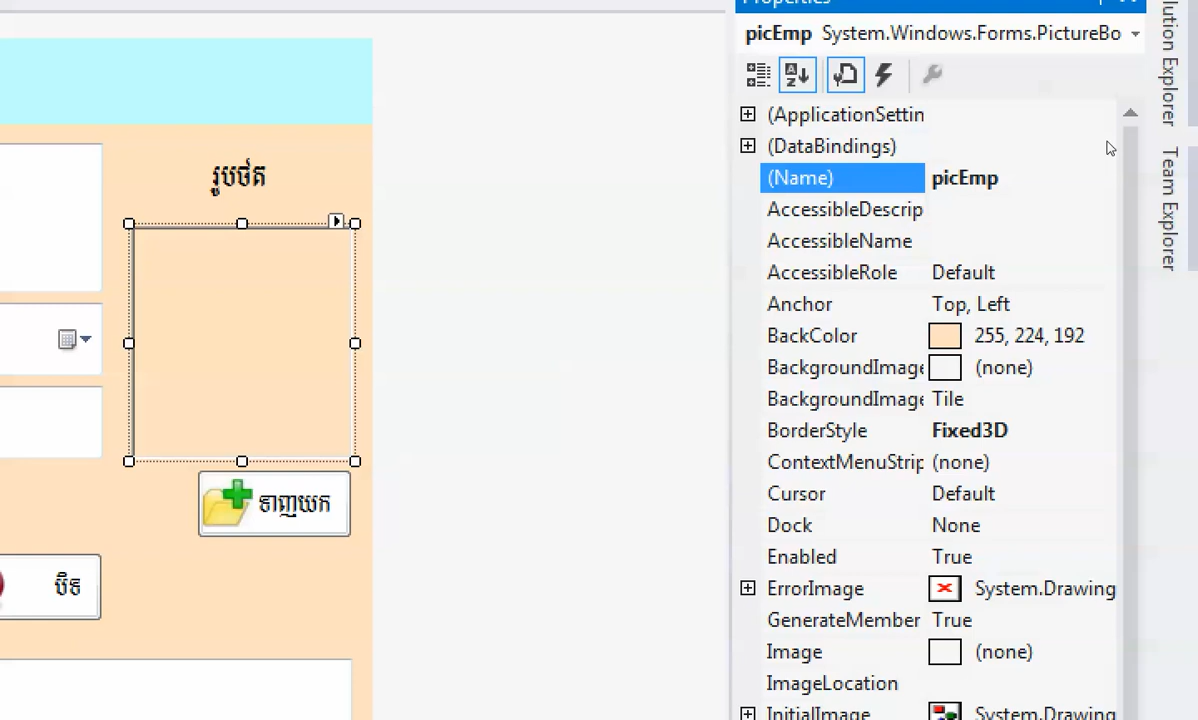 Properties
picEmp System.Windows.Forms.PictureBo
(ApplicationSettin
(DataBindings)
(Name) picEmp
AccessibleDescrip
AccessibleName
AccessibleRole Default
Anchor Top, Left
BackColor 255, 224, 192
BackgroundImage (none)
BackgroundImage Tile
BorderStyle Fixed3D
ContextMenuStrip (none)
Cursor Default
Dock None
Enabled True
ErrorImage System.Drawing
GenerateMember True
Image (none)
ImageLocation
InitialImage System.Drawing
រូបថត
ទាញយក
បិទ
lution Explorer
Team Explorer